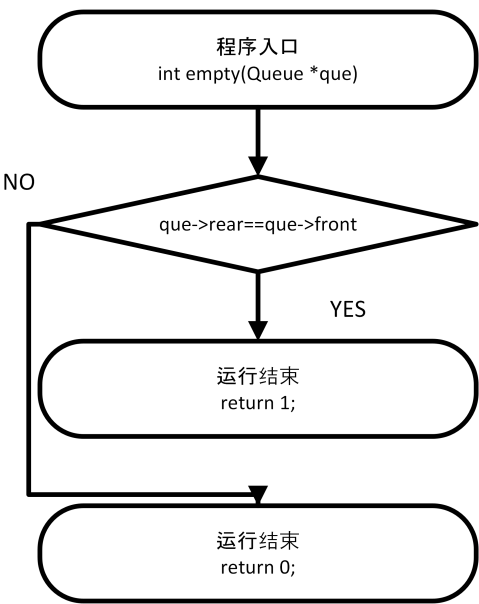 程序入口
int empty(Queue *que)
NO
que->rear==que->front
YES
运行结束
return 1;
运行结束
return 0;